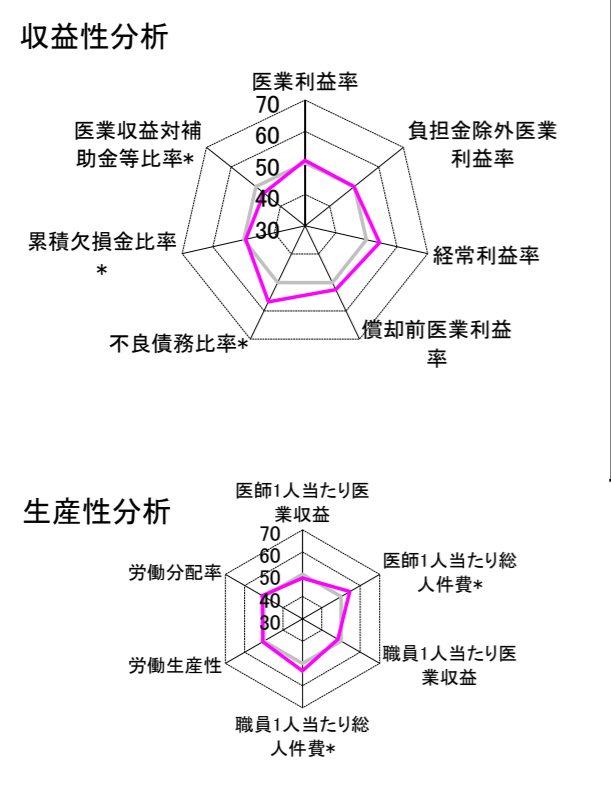 収益性分析
医業利益率
70
60
50
40
30
負担金除外医業
利益率
経常利益率
償却前医業利益
率
不良債務比率*
累積欠損金比率
*
医業収益対補
助金等比率*
生産性分析
医師1人当たり医
業収益
70
60
50
40
30
医師1人当たり総
人件費*
職員1人当たり医
業収益
職員1人当たり総
人件費*
労働生産性
労働分配率